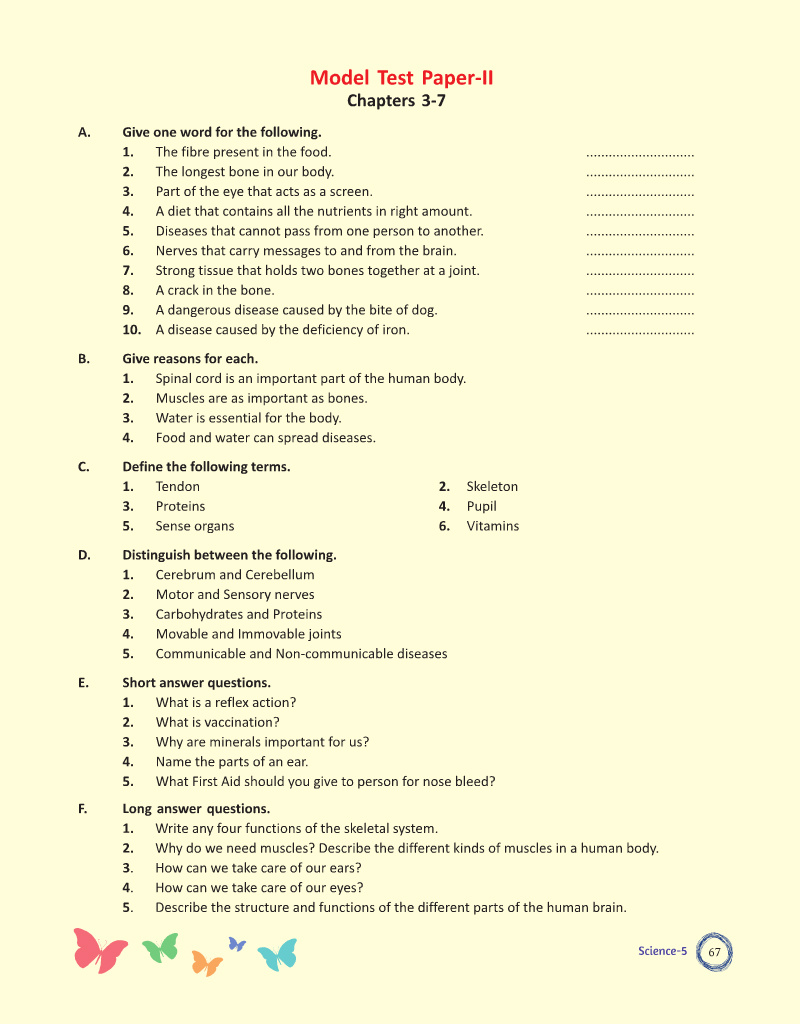 Model Test Paper-II
Chapters 3-7
A. Give one word for the following.
1. The fibre present in the food. ............................
2. The longest bone in our body. ............................
3. Part of the eye that acts as a screen. ............................
4. A diet that contains all the nutrients in right amount. ............................
5. Diseases that cannot pass from one person to another. ............................
6. Nerves that carry messages to and from the brain. ............................
7. Strong tissue that holds two bones together at a joint. ............................
8. A crack in the bone. ............................
9. A dangerous disease caused by the bite of dog. ............................
10. A disease caused by the deficiency of iron. ............................
B. Give reasons for each.
1. Spinal cord is an important part of the human body.
2. Muscles are as important as bones.
3. Water is essential for the body.
4. Food and water can spread diseases.
C. Define the following terms.
1. Tendon 2. Skeleton
3. Proteins 4. Pupil
5. Sense organs 6. Vitamins
D. Distinguish between the following.
1. Cerebrum and Cerebellum
2. Motor and Sensory nerves
3. Carbohydrates and Proteins
4. Movable and Immovable joints
5. Communicable and Non-communicable diseases
E. Short answer questions.
1. What is a reflex action?
2. What is vaccination?
3. Why are minerals important for us?
4. Name the parts of an ear.
5. What First Aid should you give to person for nose bleed?
F. Long answer questions.
1. Write any four functions of the skeletal system.
2. Why do we need muscles? Describe the different kinds of muscles in a human body.
3. How can we take care of our ears?
4. How can we take care of our eyes?
5. Describe the structure and functions of the different parts of the human brain.
Science-5 67